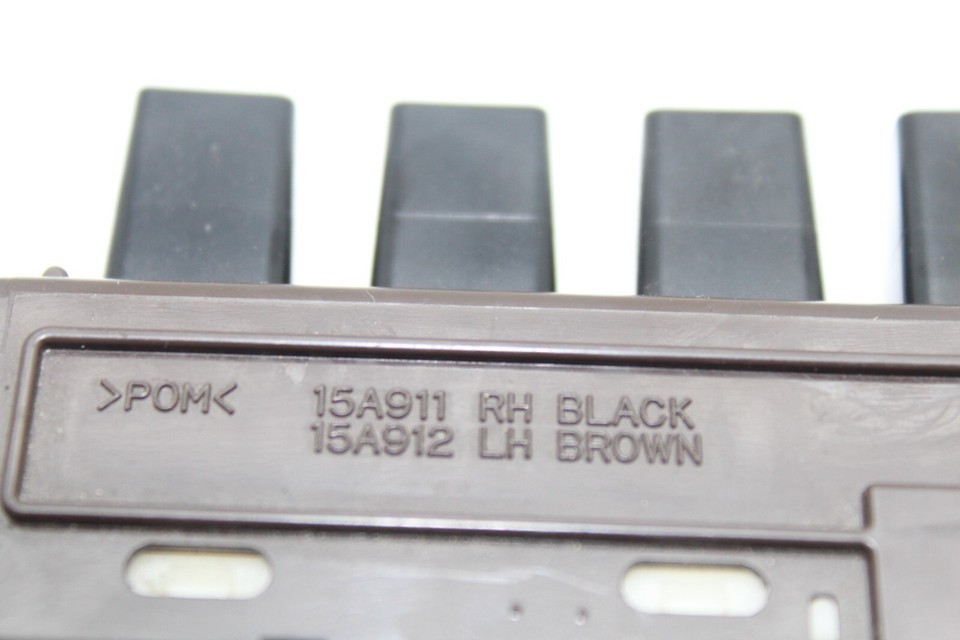 >POM< 15A911 RH BLACK
15A912 LH BROWN